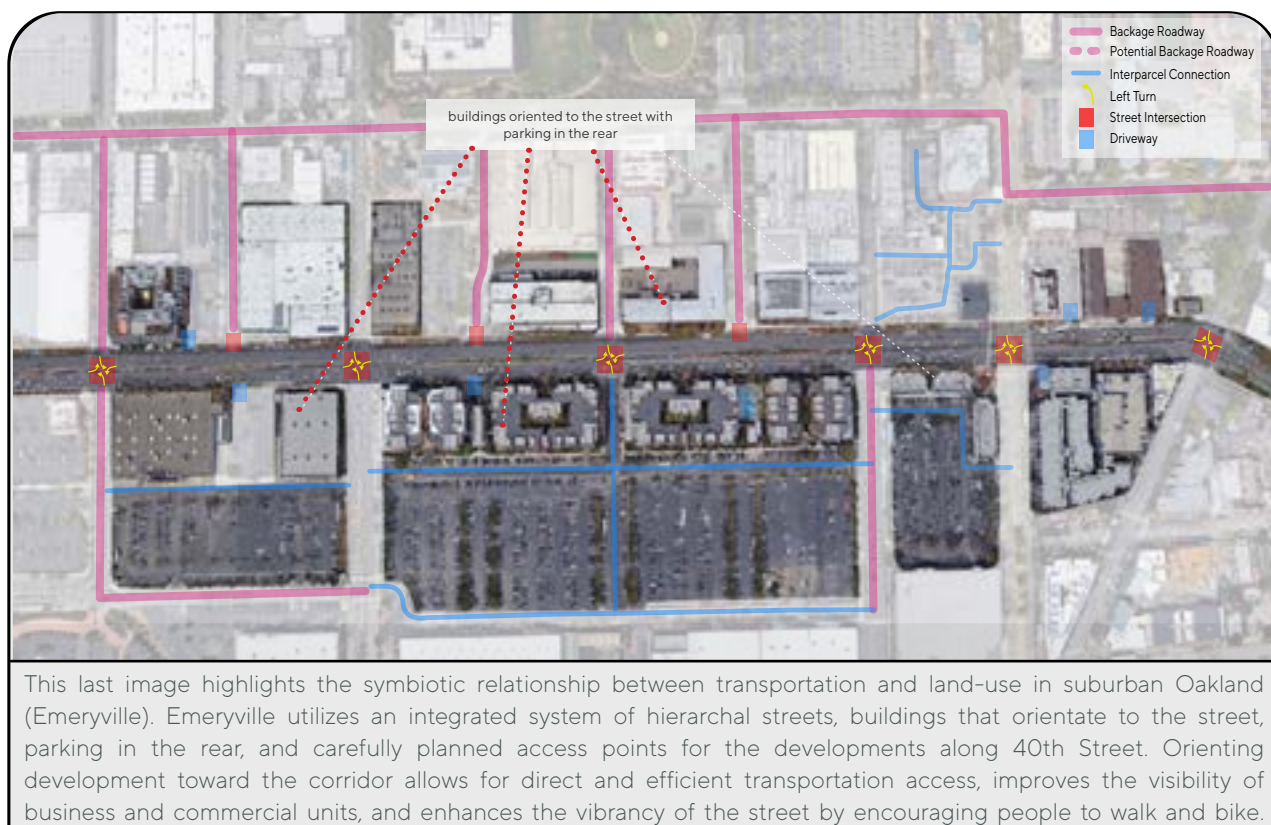 Backage Roadway
Potential Backage Roadway
Interparcel Connection
Left Turn
Street Intersection
Driveway
buildings oriented to the street with
parking in the rear
This last image highlights the symbiotic relationship between transportation and land-use in suburban Oakland
(Emeryville). Emeryville utilizes an integrated system of hierarchal streets, buildings that orientate to the street,
parking in the rear, and carefully planned access points for the developments along 40th Street. Orienting
development toward the corridor allows for direct and efficient transportation access, improves the visibility of
business and commercial units, and enhances the vibrancy of the street by encouraging people to walk and bike.